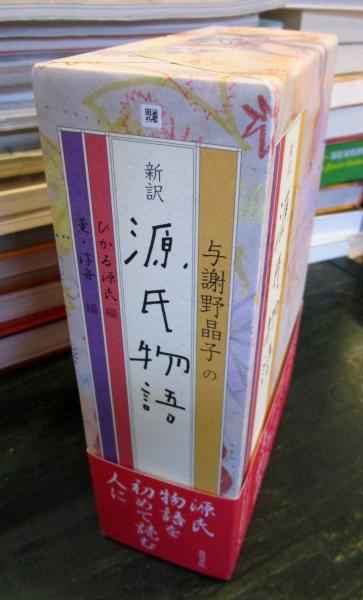 与謝野晶子の
新訳
源氏物語
ひかる源氏 編
薫・浮舟 編
源氏
物語を
初めて読む
人に